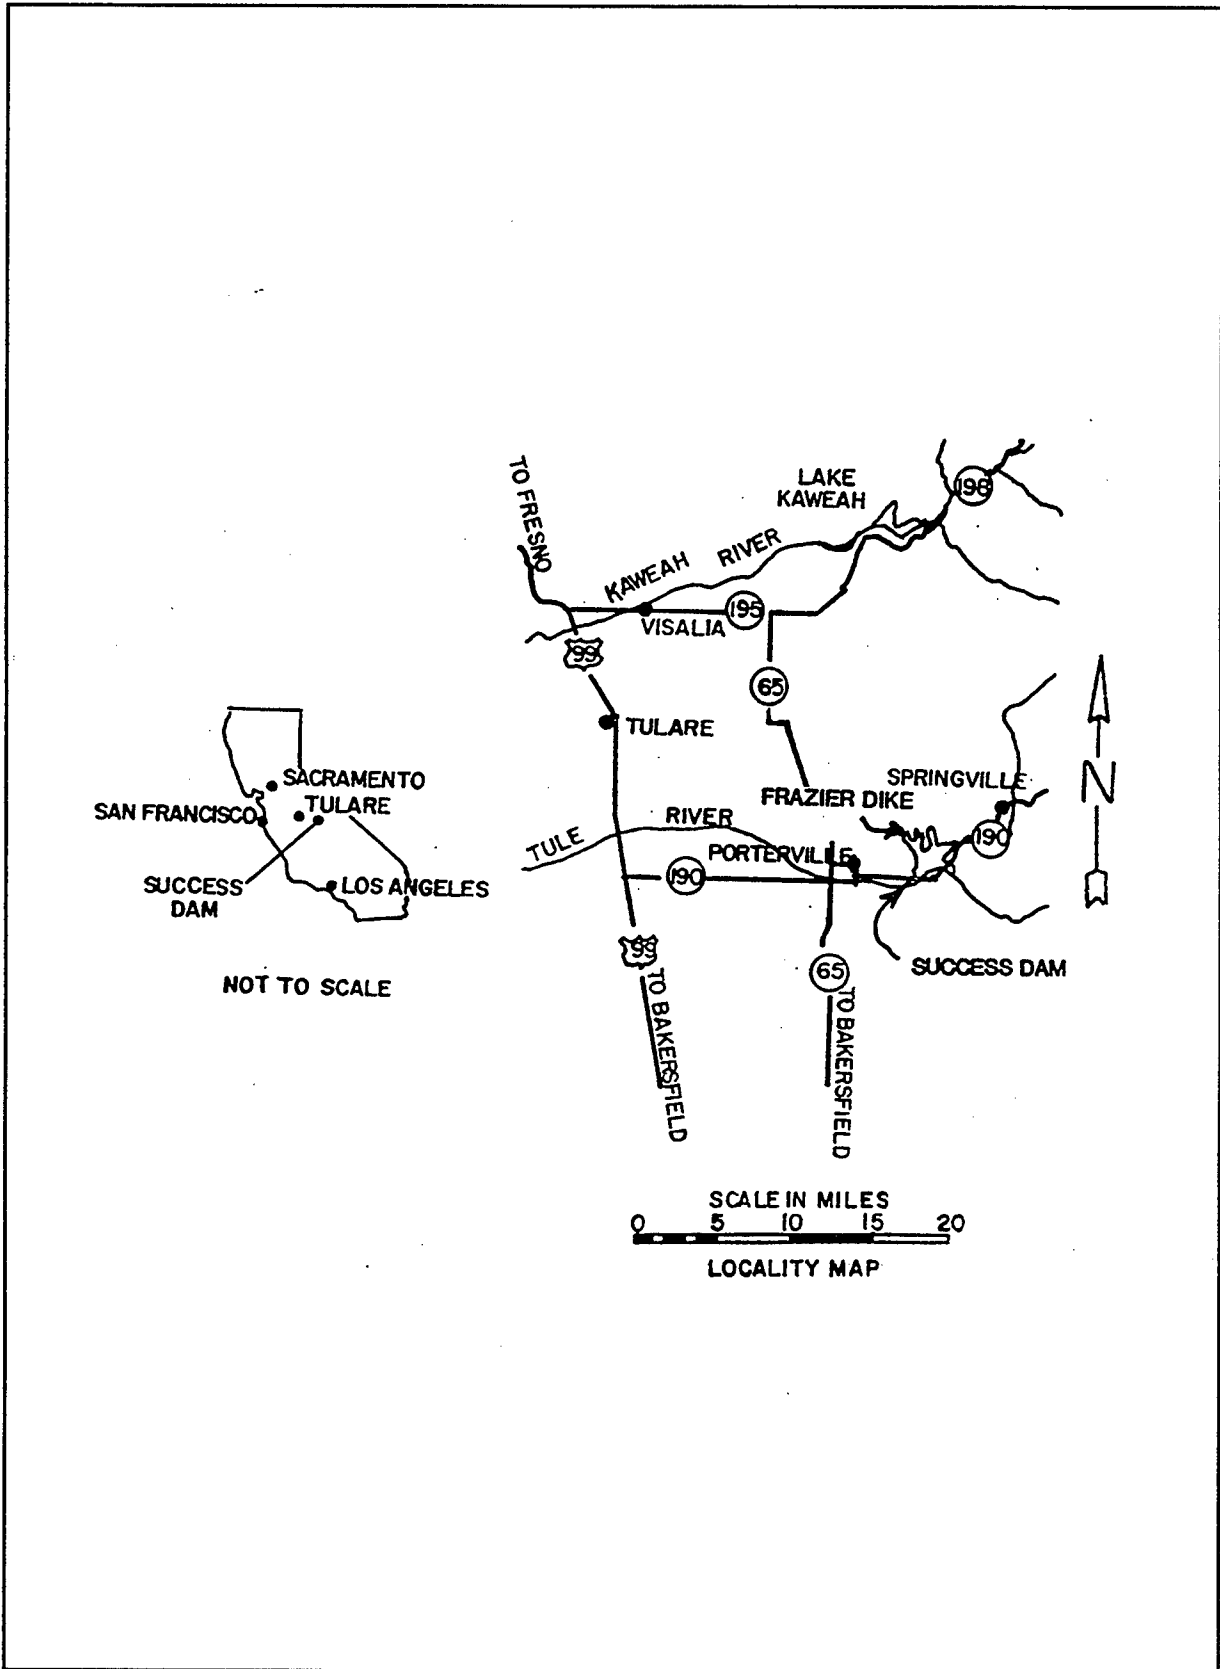 TO FRESNO
LAKE
KAWEAH
198
KAWEAH RIVER
195
VISALIA
99
65
TULARE
N
SPRINGVILLE
FRAZIER DIKE
TULE RIVER
PORTERVILLE
190
190
99
65
SUCCESS DAM
TO BAKERSFIELD
TO BAKERSFIELD
SACRAMENTO
TULARE
SAN FRANCISCO
SUCCESS
DAM
LOS ANGELES
NOT TO SCALE
SCALE IN MILES
0 5 10 15 20
LOCALITY MAP